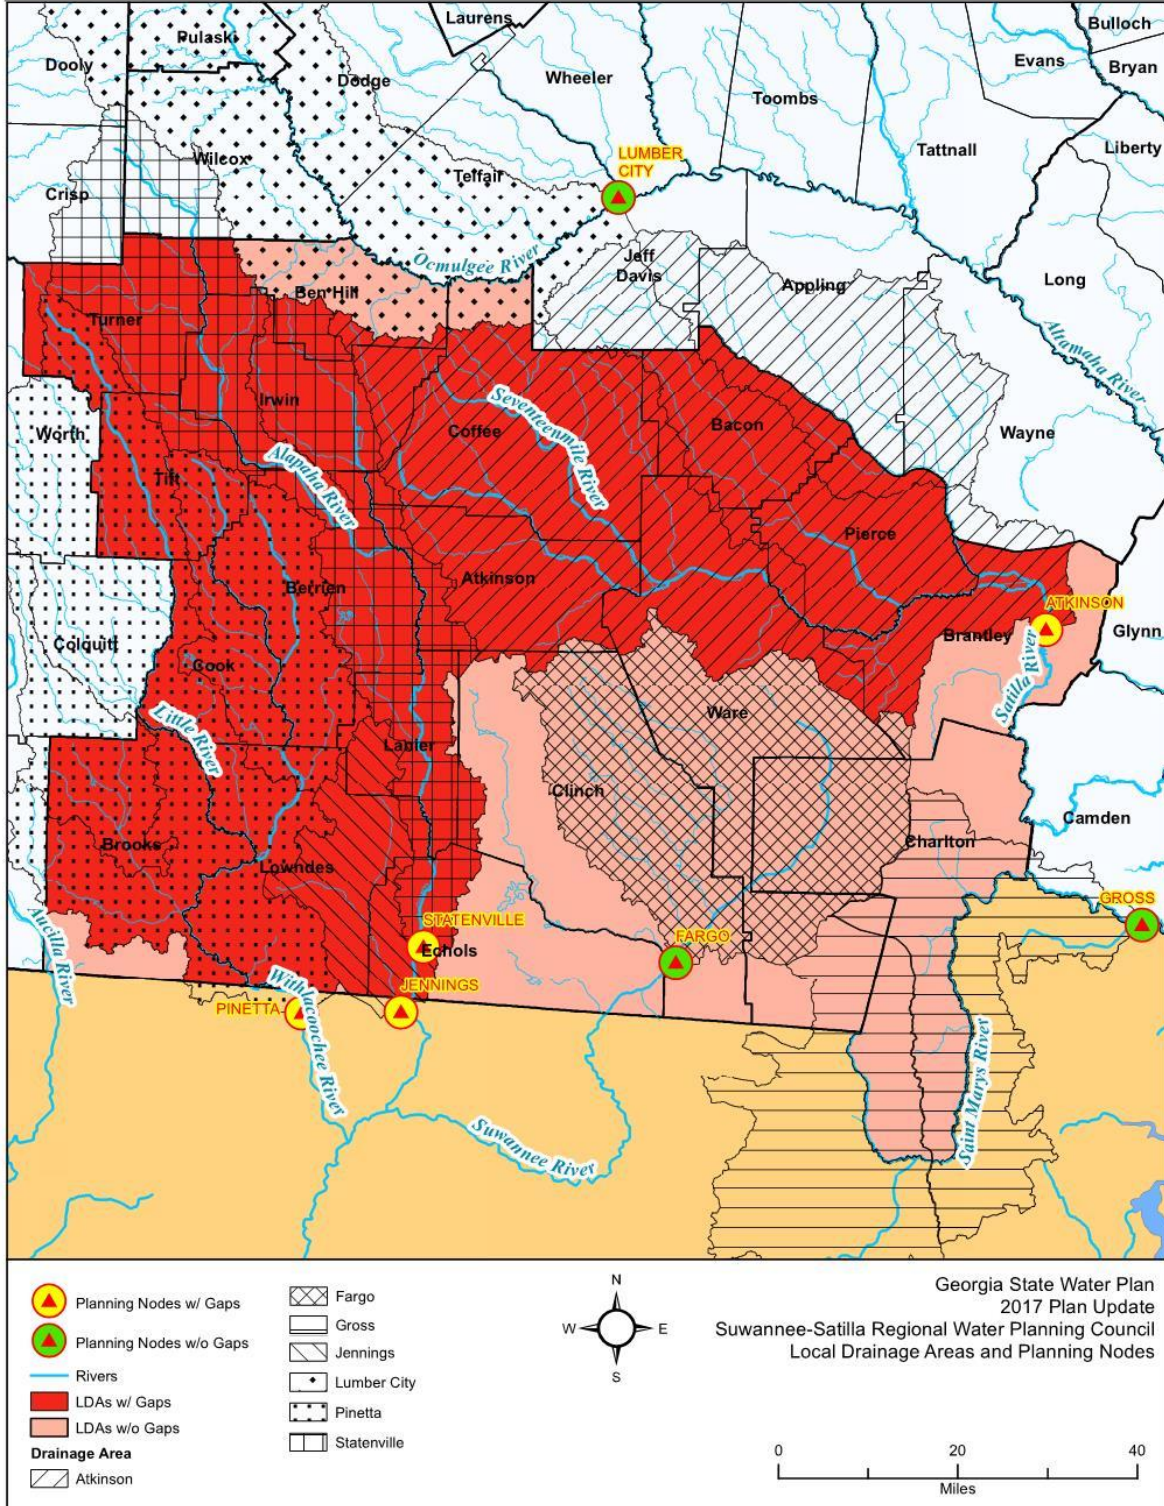 Laurens
Bulloch
Pulaski
Dooly
Dodge
Wheeler
Evans
Bryan
Toombs
Tattnall
Liberty
LUMBER
CITY
Wilcox
Telfair
Crisp
Ocmulgee River
Jeff
Davis
Appling
Long
Ben Hill
Turner
Altamaha River
Irwin
Seventeenmile River
Coffee
Bacon
Wayne
Worth
Alapaha River
Tift
Pierce
Atkinson
Berrien
ATKINSON
Brantley
Glynn
Colquitt
Cook
Satilla River
Little River
Ware
Lanier
Clinch
Camden
Brooks
Charlton
Lowndes
GROSS
Aucilla River
STATENVILLE
Echols
FARGO
JENNINGS
PINETTA
Withlacoochee River
Saint Marys River
Suwannee River
Planning Nodes w/ Gaps
Planning Nodes w/o Gaps
Rivers
LDAs w/ Gaps
LDAs w/o Gaps
Drainage Area
Atkinson
Fargo
Gross
Jennings
Lumber City
Pinetta
Statenville
N
W
E
S
Georgia State Water Plan
2017 Plan Update
Suwannee-Satilla Regional Water Planning Council
Local Drainage Areas and Planning Nodes
0 20 40
Miles